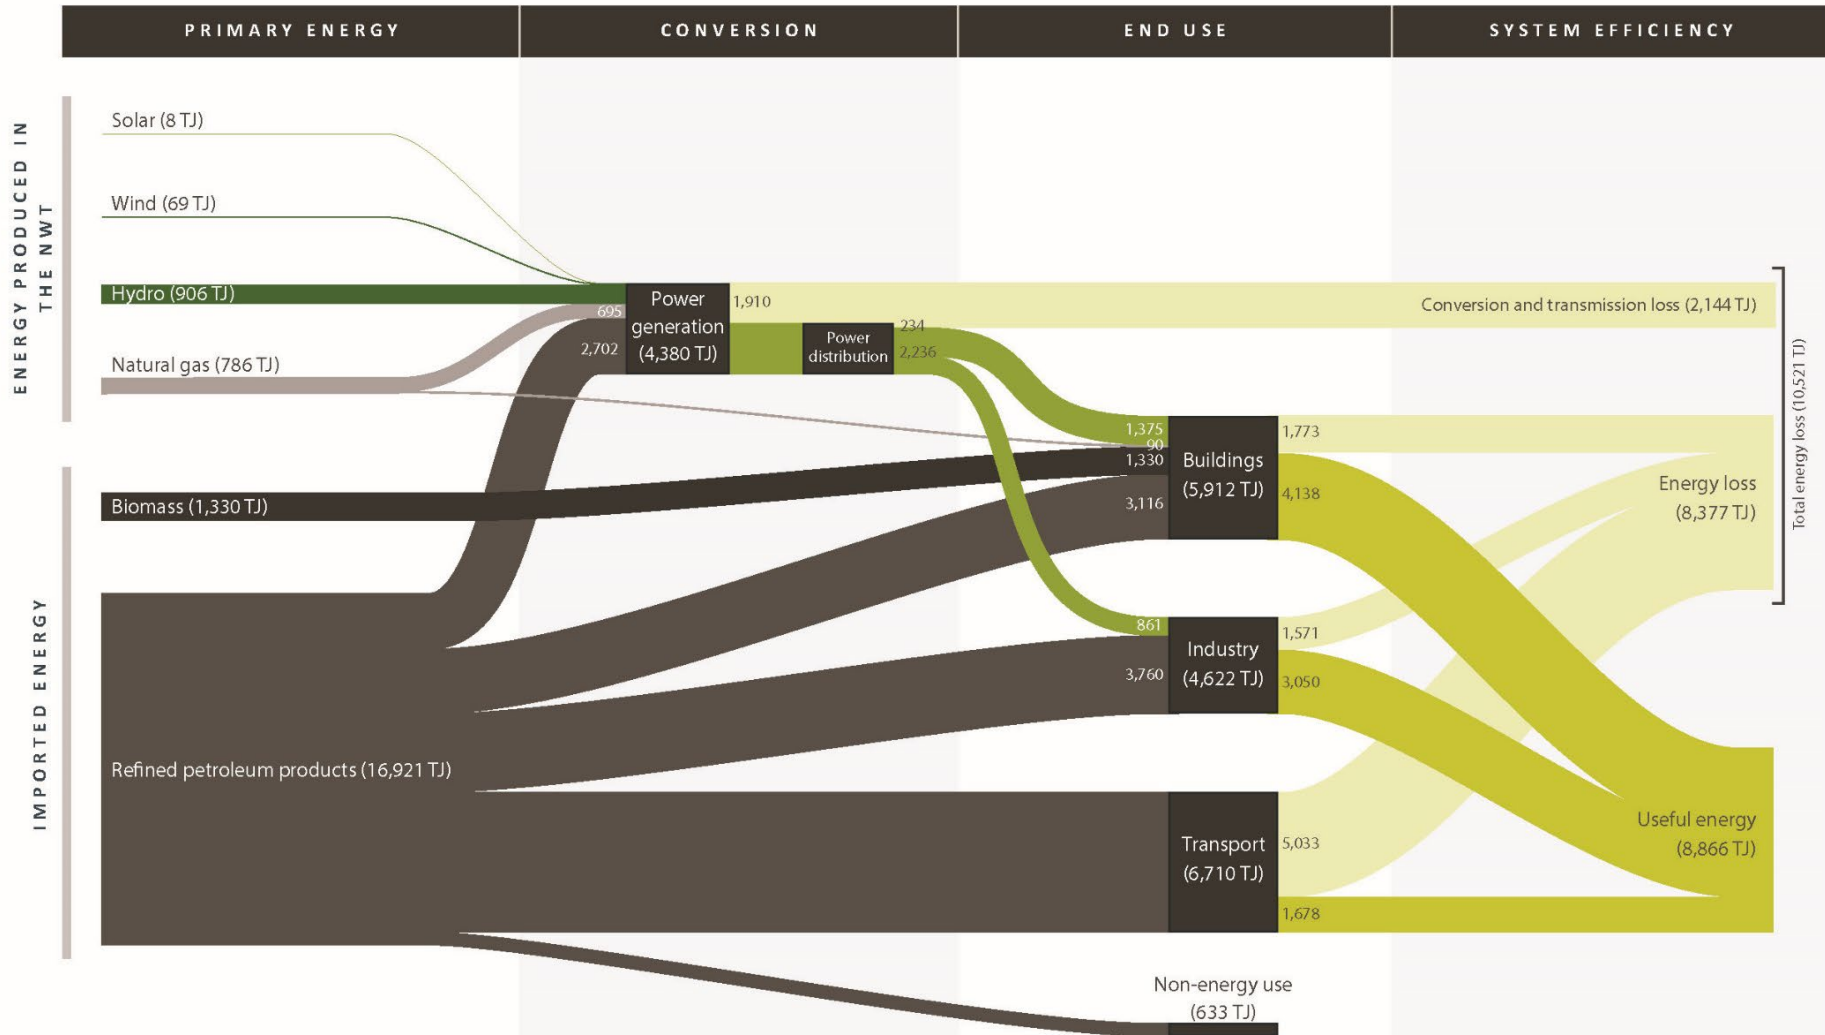 PRIMARY ENERGY
CONVERSION
END USE
SYSTEM EFFICIENCY
ENERGY PRODUCED IN
THE NWT
Solar (8 TJ)
Wind (69 TJ)
Hydro (906 TJ)
Natural gas (786 TJ)
IMPORTED ENERGY
Biomass (1,330 TJ)
Refined petroleum products (16,921 TJ)
695
2,702
Power
generation
(4,380 TJ)
1,910
Power
distribution
234
2,236
1,375
90
1,330
3,116
Buildings
(5,912 TJ)
1,773
4,138
861
3,760
Industry
(4,622 TJ)
1,571
3,050
Transport
(6,710 TJ)
5,033
1,678
Non-energy use
(633 TJ)
Conversion and transmission loss (2,144 TJ)
Energy loss
(8,377 TJ)
Total energy loss (10,521 TJ)
Useful energy
(8,866 TJ)